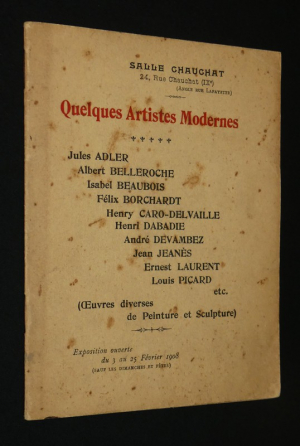 SALLE CHAUCHAT
24, Rue Chauchat (IXe)
(ANGLE RUE LAFAYETTE)
Quelques Artistes Modernes
Jules ADLER
Albert BELLEROCHE
Isabel BEAUBOIS
Félix BORCHARDT
Henry CARO-DELVAILLE
Henri DABADIE
André DEVAMBEZ
Jean JEANÈS
Ernest LAURENT
Louis PICARD
etc.
(Œuvres diverses
de Peinture et Sculpture)
Exposition ouverte
du 3 au 25 Février 1908
(SAUF LES DIMANCHES ET FÊTES)